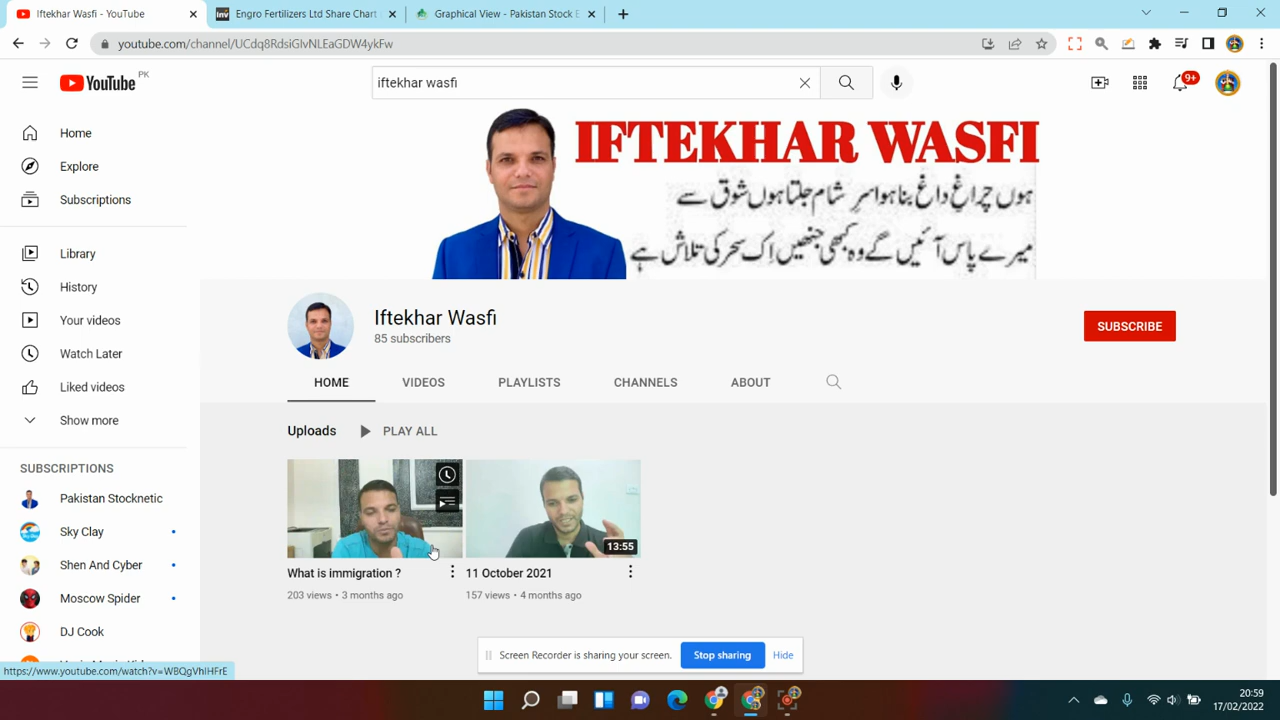 Iftekhar Wasfi - YouTube
Engro Fertilizers Ltd Share Chart
Graphical View - Pakistan Stock E
youtube.com/channel/UCdq8RdsiGIvNLEaGDW4ykFw
YouTube PK
iftekhar wasfi
9+
Home
Explore
Subscriptions
Library
History
Your videos
Watch Later
Liked videos
Show more
SUBSCRIPTIONS
Pakistan Stocknetic
Sky Clay
Shen And Cyber
Moscow Spider
DJ Cook
IFTEKHAR WASFI
ہوں چراغِ داغ بنا ہوا سرِ شام جلتا ہوں شوق سے
میرے پاس آئیں گے وہ کبھی جنھیں اِک سحر کی تلاش ہے
Iftekhar Wasfi
85 subscribers
SUBSCRIBE
HOME
VIDEOS
PLAYLISTS
CHANNELS
ABOUT
Uploads
PLAY ALL
13:55
What is immigration ?
11 October 2021
203 views • 3 months ago
157 views • 4 months ago
Screen Recorder is sharing your screen.
Stop sharing
Hide
https://www.youtube.com/watch?v=WBQgVhIHFrE
20:59
17/02/2022